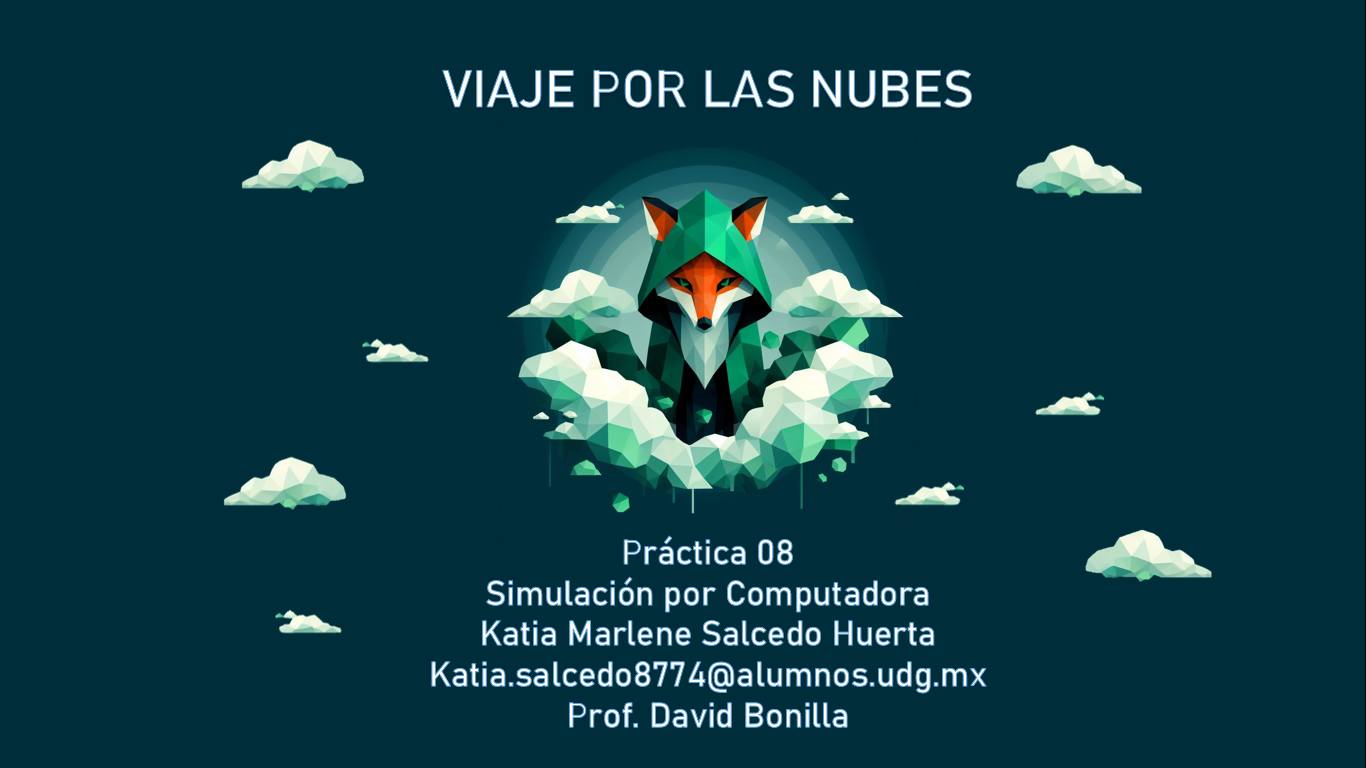 VIAJE POR LAS NUBES
Práctica 08
Simulación por Computadora
Katia Marlene Salcedo Huerta
Katia.salcedo8774@alumnos.udg.mx
Prof. David Bonilla